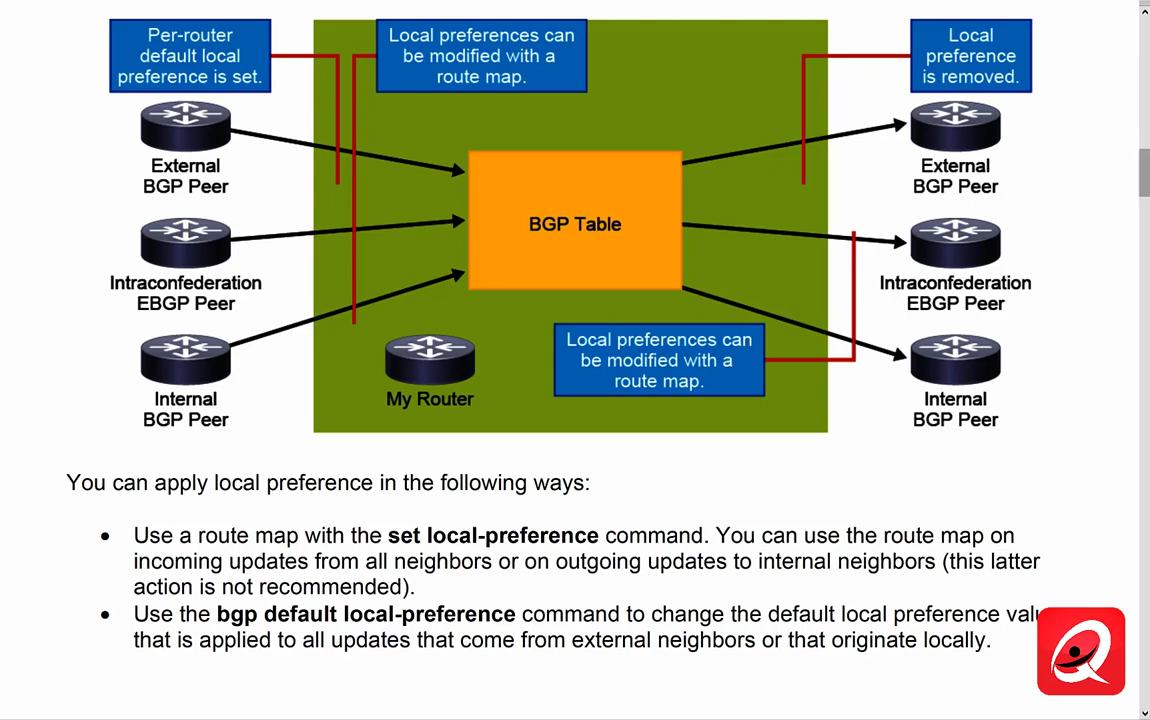 Per-router
default local
preference is set.
Local preferences can
be modified with a
route map.
Local
preference
is removed.
External
BGP Peer
External
BGP Peer
BGP Table
Intraconfederation
EBGP Peer
Intraconfederation
EBGP Peer
Local preferences can
be modified with a
route map.
Internal
BGP Peer
My Router
Internal
BGP Peer
You can apply local preference in the following ways:
• Use a route map with the set local-preference command. You can use the route map on
incoming updates from all neighbors or on outgoing updates to internal neighbors (this latter
action is not recommended).
• Use the bgp default local-preference command to change the default local preference
that is applied to all updates that come from external neighbors or that originate locally.